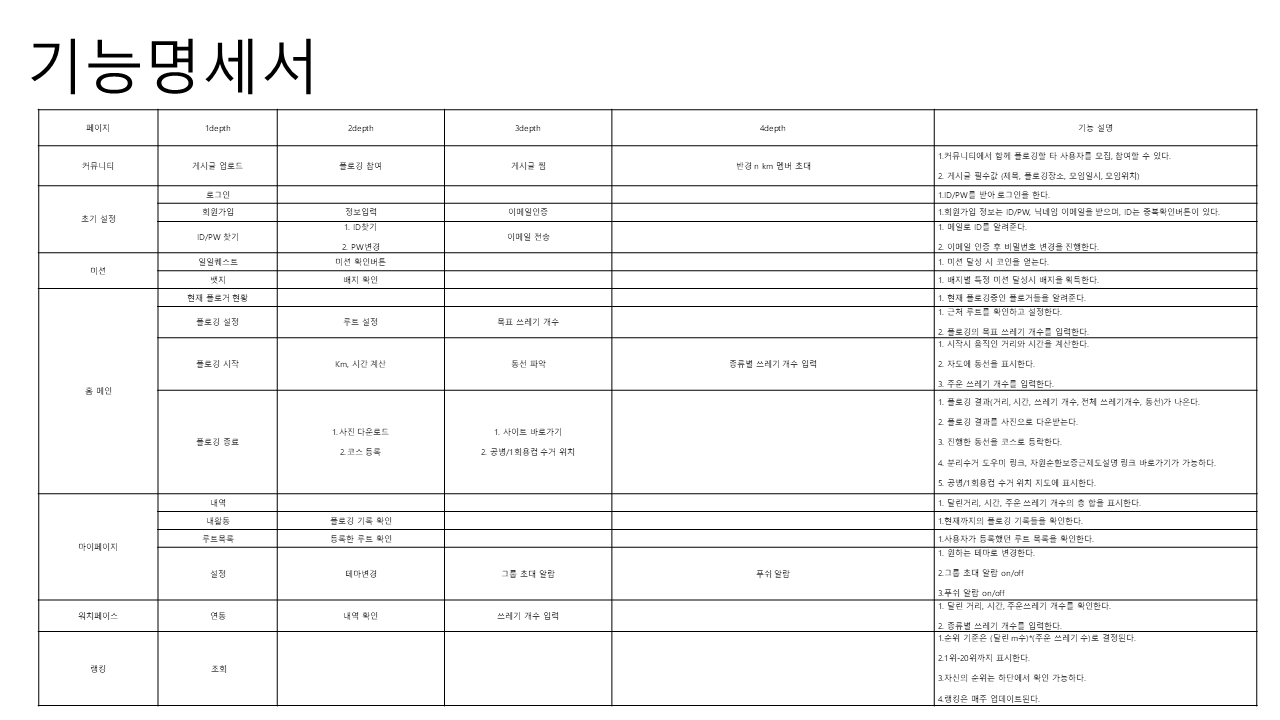 기능명세서
페이지 1depth 2depth 3depth 4depth 기능 설명
커뮤니티 게시글 업로드 플로깅 참여 게시글 찜 반경 n km 멤버 초대
1.커뮤니티에서 함께 플로깅할 타 사용자를 모집, 참여할 수 있다.
2. 게시글 필수값 (제목, 플로깅장소, 모임일시, 모임위치)
초기 설정
로그인 1.ID/PW를 받아 로그인을 한다.
회원가입 정보입력 이메일인증 1.회원가입 정보는 ID/PW, 닉네임 이메일을 받으며, ID는 중복확인버튼이 있다.
ID/PW 찾기
1. ID찾기
2. PW변경
이메일 전송
1. 메일로 ID를 알려준다.
2. 이메일 인증 후 비밀번호 변경을 진행한다.
미션
일일퀘스트 미션 확인버튼 1. 미션 달성 시 코인을 얻는다.
뱃지 배지 확인 1. 배지별 특정 미션 달성시 배지을 획득한다.
홈 메인
현재 플로거 현황 1. 현재 플로깅중인 플로거들을 알려준다.
플로깅 설정 루트 설정 목표 쓰레기 개수
1. 근처 루트를 확인하고 설정한다.
2. 플로깅의 목표 쓰레기 개수를 입력한다.
플로깅 시작 Km, 시간 계산 동선 파악 종류별 쓰레기 개수 입력
1. 시작시 움직인 거리와 시간을 계산한다.
2. 지도에 동선을 표시한다.
3. 주운 쓰레기 개수를 입력한다.
플로깅 종료
1.사진 다운로드
2.코스 등록
1. 사이트 바로가기
2. 공병/1회용컵 수거 위치
1. 플로깅 결과(거리, 시간, 쓰레기 개수, 전체 쓰레기개수, 동선)가 나온다.
2. 플로깅 결과를 사진으로 다운받는다.
3. 진행한 동선을 코스로 등록한다.
4. 분리수거 도우미 링크, 자원순환보증금제도설명 링크 바로가기가 가능하다.
5. 공병/1회용컵 수거 위치 지도에 표시한다.
마이페이지
내역 1. 달린거리, 시간, 주운 쓰레기 개수의 총 합을 표시한다.
내활동 플로깅 기록 확인 1.현재까지의 플로깅 기록들을 확인한다.
루트목록 등록한 루트 확인 1.사용자가 등록했던 루트 목록을 확인한다.
설정 테마변경 그룹 초대 알람 푸쉬 알람
1. 원하는 테마로 변경한다.
2.그룹 초대 알람 on/off
3.푸쉬 알람 on/off
워치페이스 연동 내역 확인 쓰레기 개수 입력
1. 달린 거리, 시간, 주운쓰레기 개수를 확인한다.
2. 종류별 쓰레기 개수를 입력한다.
랭킹 조회
1.순위 기준은 (달린 m수)*(주운 쓰레기 수)로 결정된다.
2.1위-20위까지 표시한다.
3.자신의 순위는 하단에서 확인 가능하다.
4.랭킹은 매주 업데이트된다.